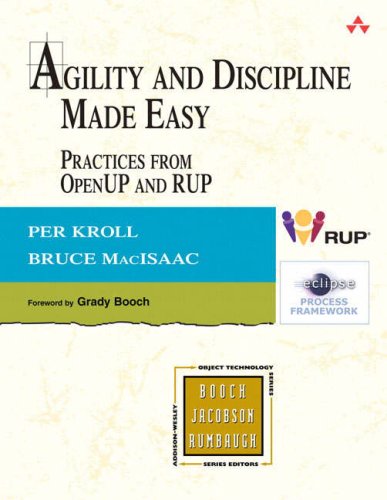 AGILITY AND DISCIPLINE
MADE EASY
PRACTICES FROM
OPENUP AND RUP
PER KROLL
BRUCE MACISAAC
RUP®
eclipse
PROCESS
FRAMEWORK
Foreword by Grady Booch
OBJECT TECHNOLOGY
SERIES
ADDISON-WESLEY
BOOCH
JACOBSON
RUMBAUGH
SERIES EDITORS